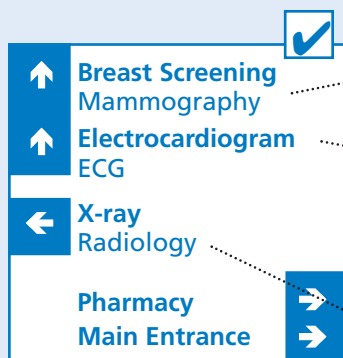 Breast Screening
Mammography
Electrocardiogram
ECG
X-ray
Radiology
Pharmacy
Main Entrance